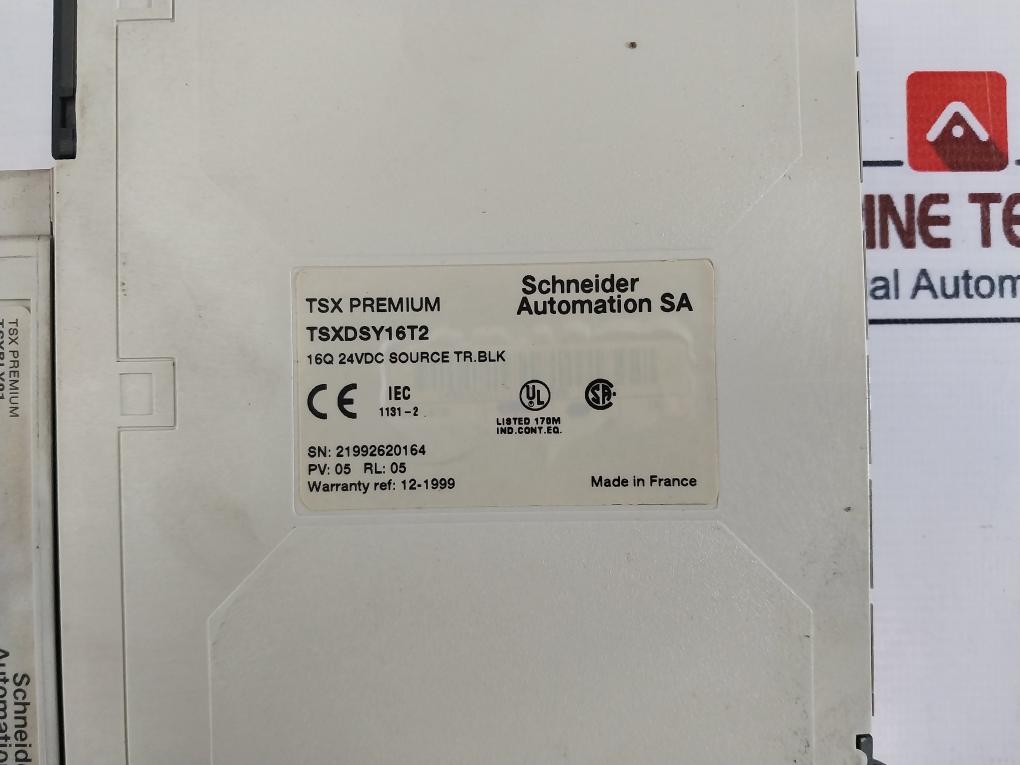 TSX PREMIUM
Schneider
Automation SA
TSXDSY16T2
16Q 24VDC SOURCE TR.BLK
CE
IEC
1131-2
UL
LISTED 170M
IND.CONT.EQ.
SN: 21992620164
PV: 05 RL: 05
Warranty ref: 12-1999
Made in France
TSX PREMIUM
Schneid
Automatio
INE TE
al Autom